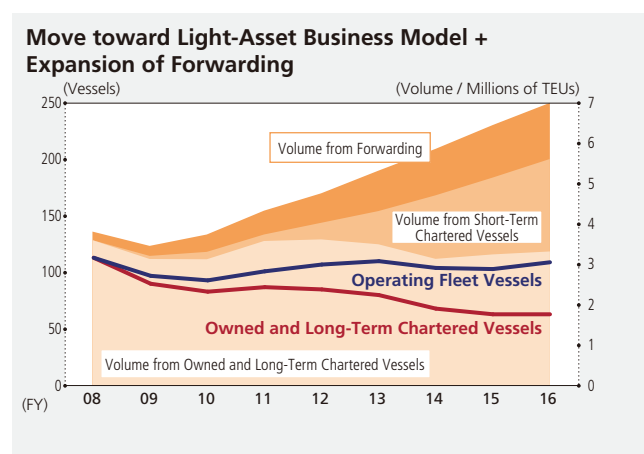 Move toward Light-Asset Business Model +
Expansion of Forwarding
(Vessels)
(Volume / Millions of TEUs)
250
7
6
Volume from Forwarding
200
5
150
4
Volume from Short-Term
Chartered Vessels
3
100
Operating Fleet Vessels
2
50
Owned and Long-Term Chartered Vessels
1
Volume from Owned and Long-Term Chartered Vessels
0
0
(FY)
08 09 10 11 12 13 14 15 16